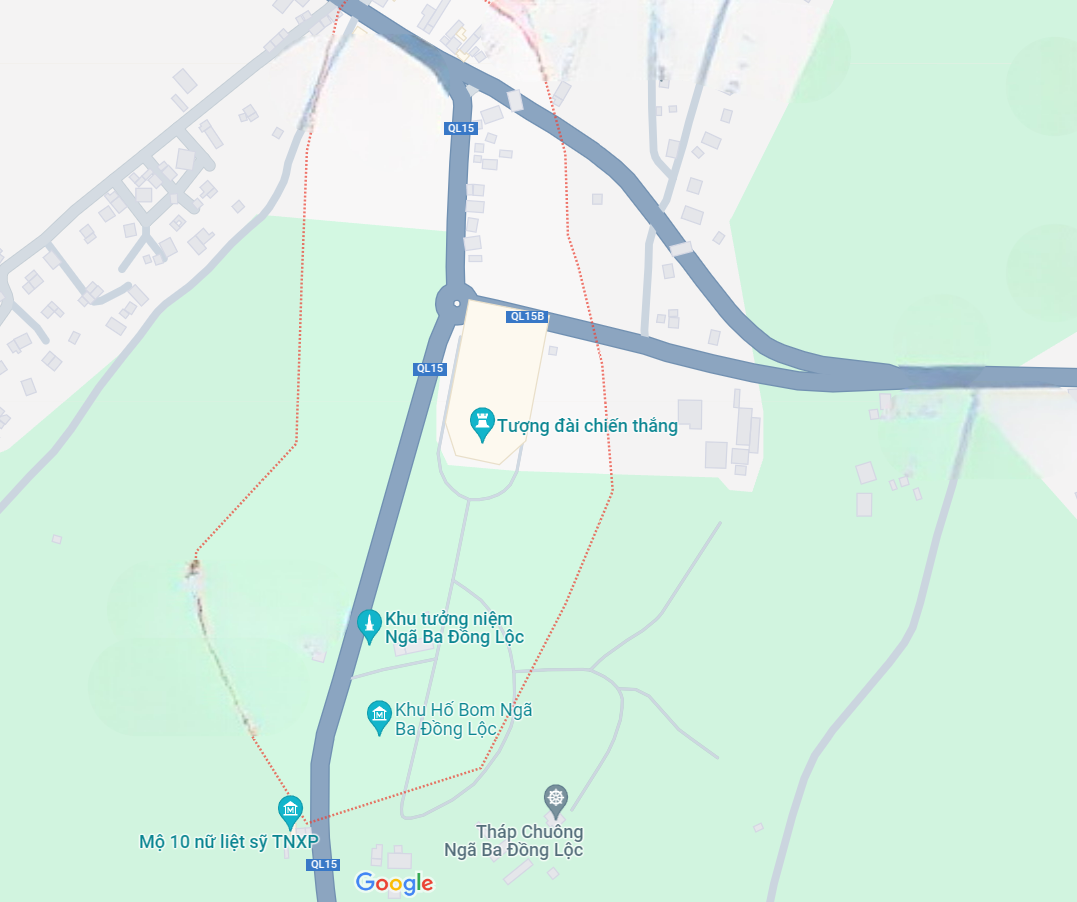 QL15
QL15B
QL15
Tượng đài chiến thắng
Khu tưởng niệm
Ngã Ba Đồng Lộc
Khu Hố Bom Ngã
Ba Đồng Lộc
Tháp Chuông
Ngã Ba Đồng Lộc
Mộ 10 nữ liệt sỹ TNXP
QL15
Google